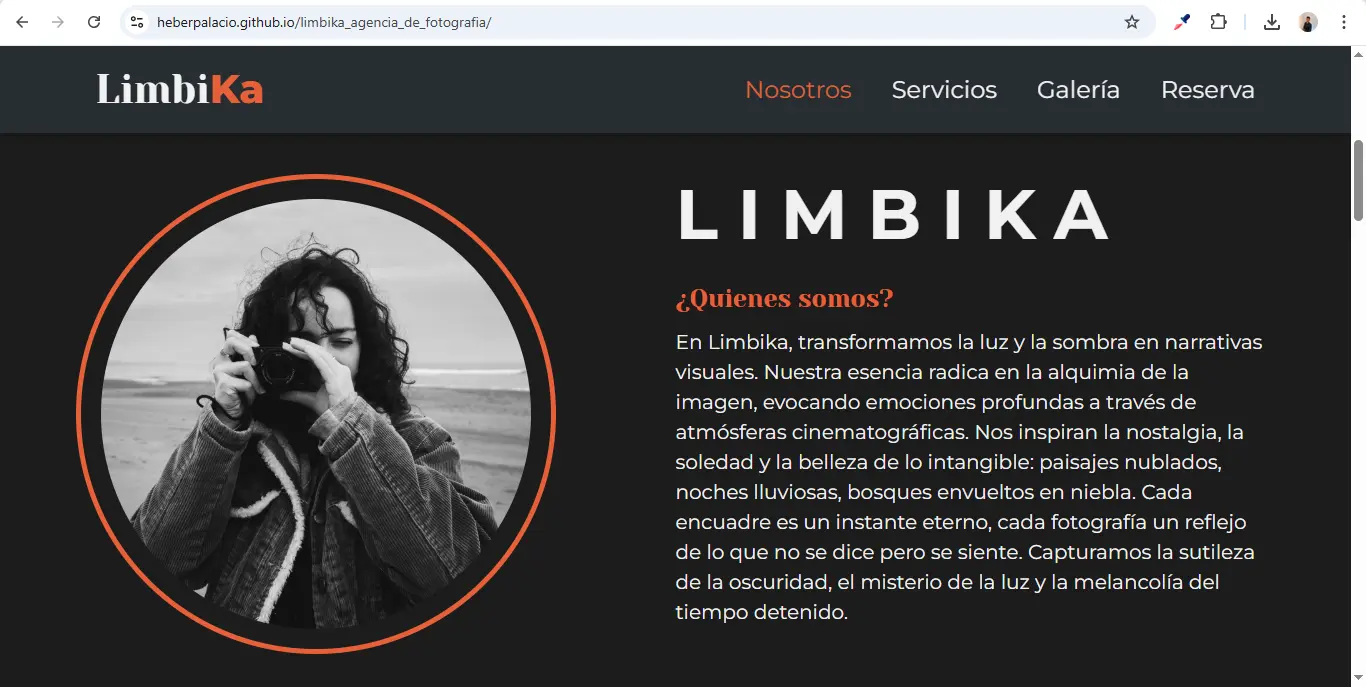 heberpalacio.github.io/limbika_agencia_de_fotografia/
LimbiKa
Nosotros Servicios Galería Reserva
LIMBIKA
¿Quienes somos?
En Limbika, transformamos la luz y la sombra en narrativas
visuales. Nuestra esencia radica en la alquimia de la
imagen, evocando emociones profundas a través de
atmósferas cinematográficas. Nos inspiran la nostalgia, la
soledad y la belleza de lo intangible: paisajes nublados,
noches lluviosas, bosques envueltos en niebla. Cada
encuadre es un instante eterno, cada fotografía un reflejo
de lo que no se dice pero se siente. Capturamos la sutileza
de la oscuridad, el misterio de la luz y la melancolía del
tiempo detenido.